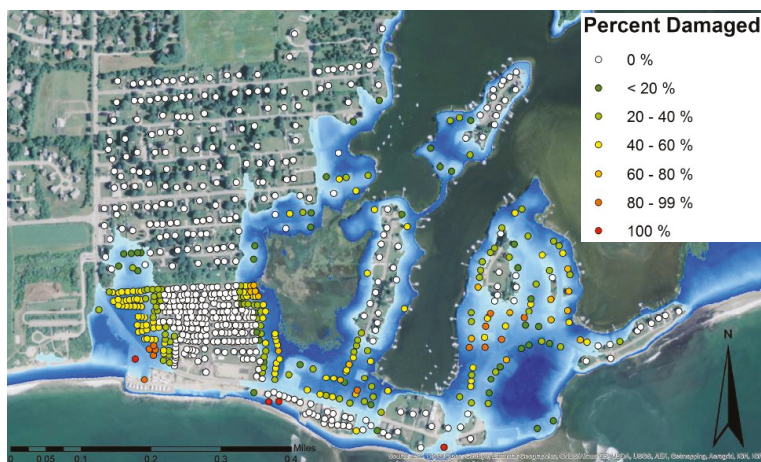 Percent Damaged
0 %
< 20 %
20 - 40 %
40 - 60 %
60 - 80 %
80 - 99 %
100 %
N
Miles
0 0.05 0.1 0.2 0.3 0.4